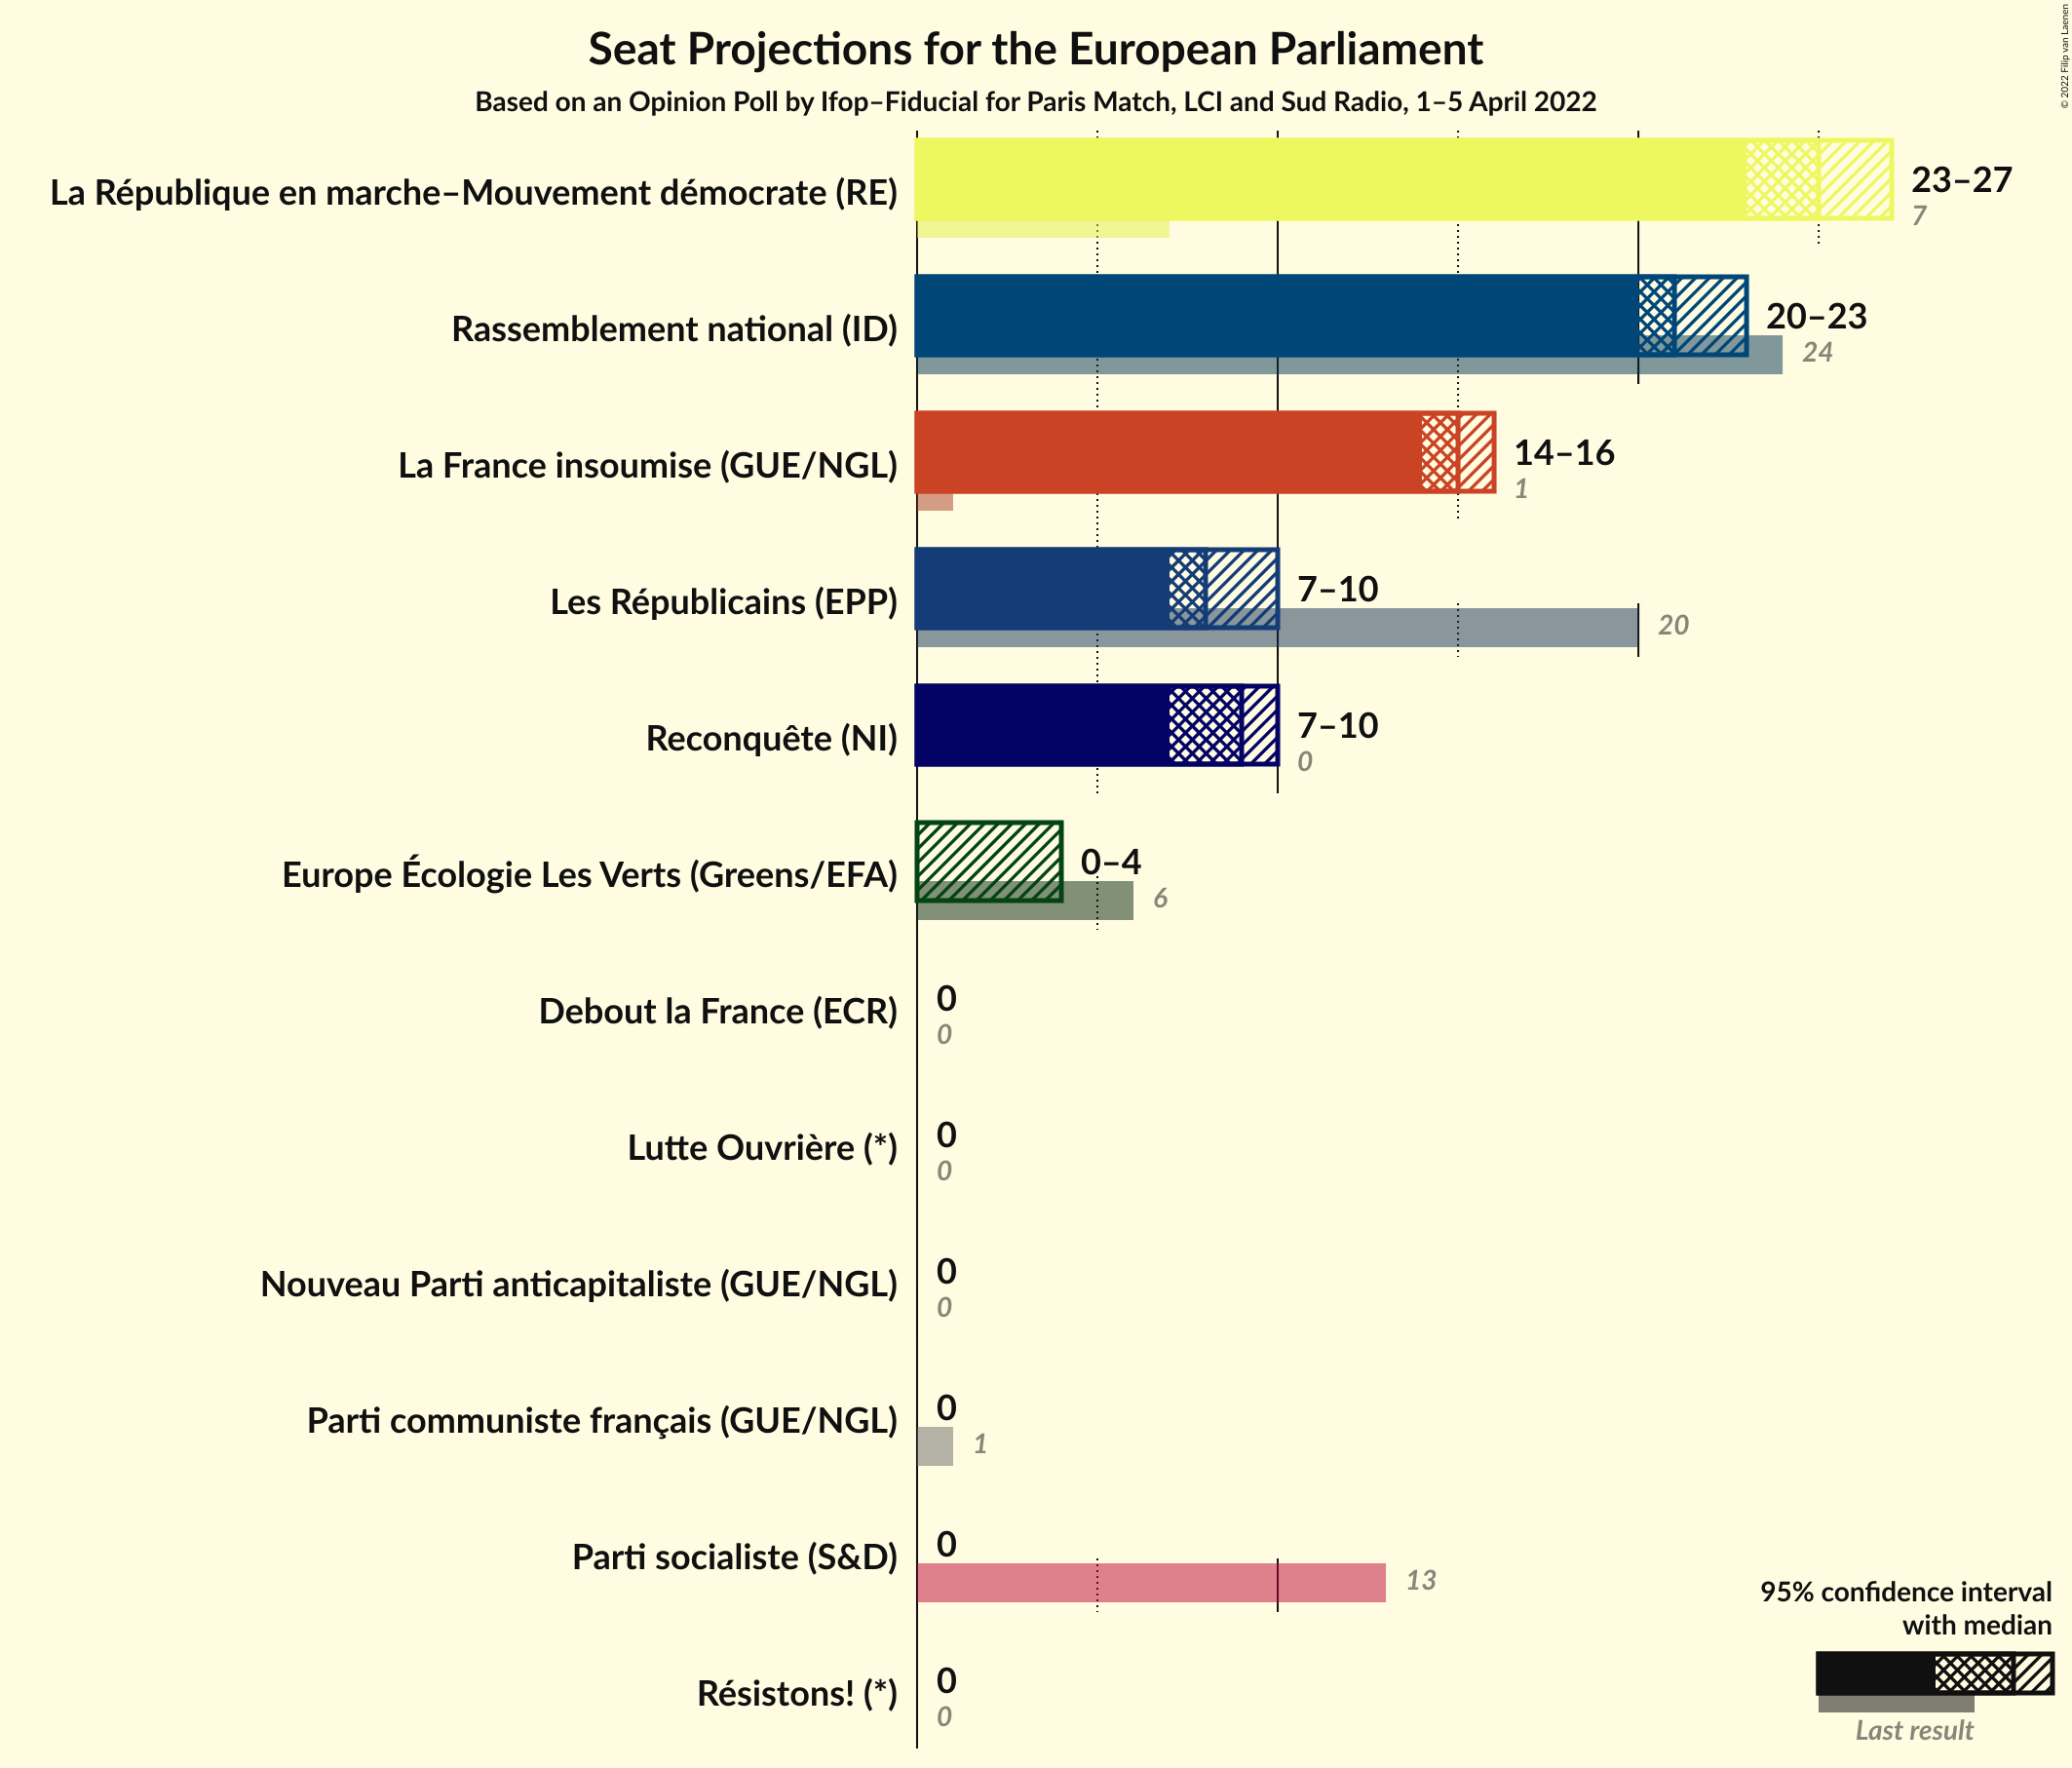 Seat Projections for the European Parliament
Based on an Opinion Poll by Ifop–Fiducial for Paris Match, LCI and Sud Radio, 1–5 April 2022
© 2022 Filip van Laenen
La République en marche–Mouvement démocrate (RE)
23–27
7
Rassemblement national (ID)
20–23
24
La France insoumise (GUE/NGL)
14–16
1
Les Républicains (EPP)
7–10
20
Reconquête (NI)
7–10
0
Europe Écologie Les Verts (Greens/EFA)
0–4
6
Debout la France (ECR)
0
0
Lutte Ouvrière (*)
0
0
Nouveau Parti anticapitaliste (GUE/NGL)
0
0
Parti communiste français (GUE/NGL)
0
1
Parti socialiste (S&D)
0
13
Résistons! (*)
0
0
95% confidence interval
with median
Last result